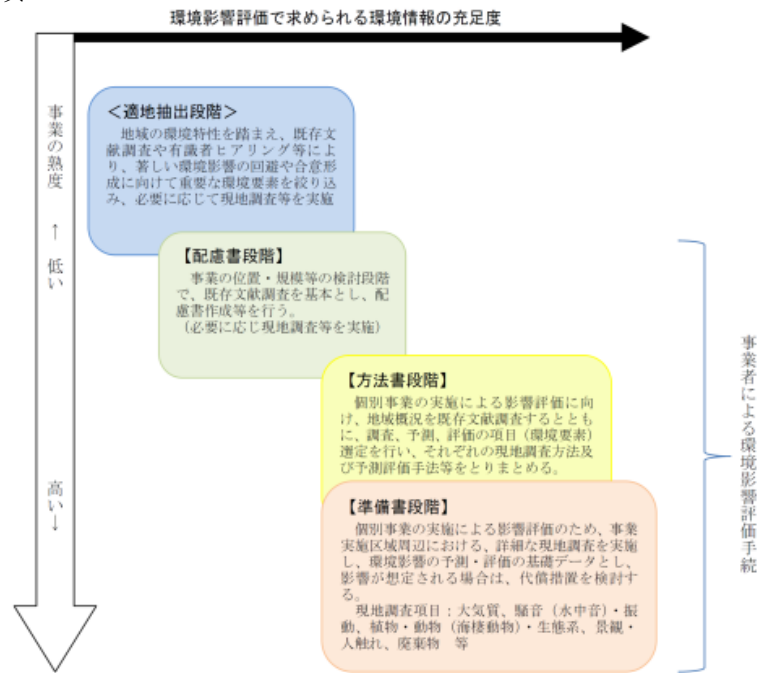 環境影響評価で求められる環境情報の充足度
事業の熟度
↑
低い
高い↓
＜適地抽出段階＞
地域の環境特性を踏まえ、既存文
献調査や有識者ヒアリング等によ
り、著しい環境影響の回避や合意形
成に向けて重要な環境要素を絞り込
み、必要に応じて現地調査等を実施
【配慮書段階】
事業の位置・規模等の検討段階
で、既存文献調査を基本とし、配
慮書作成等を行う。
（必要に応じ現地調査等を実施）
【方法書段階】
個別事業の実施による影響評価に向
け、地域概況を既存文献調査するととも
に、調査、予測、評価の項目（環境要素）
選定を行い、それぞれの現地調査方法及
び予測評価手法等をとりまとめる。
【準備書段階】
個別事業の実施による影響評価のため、事業
実施区域周辺における、詳細な現地調査を実施
し、環境影響の予測・評価の基礎データとし、
影響が想定される場合は、代償措置を検討す
る。
現地調査項目：大気質、騒音（水中音）・振
動、植物・動物（海棲動物）・生態系、景観・
人触れ、廃棄物　等
事業者による環境影響評価手続